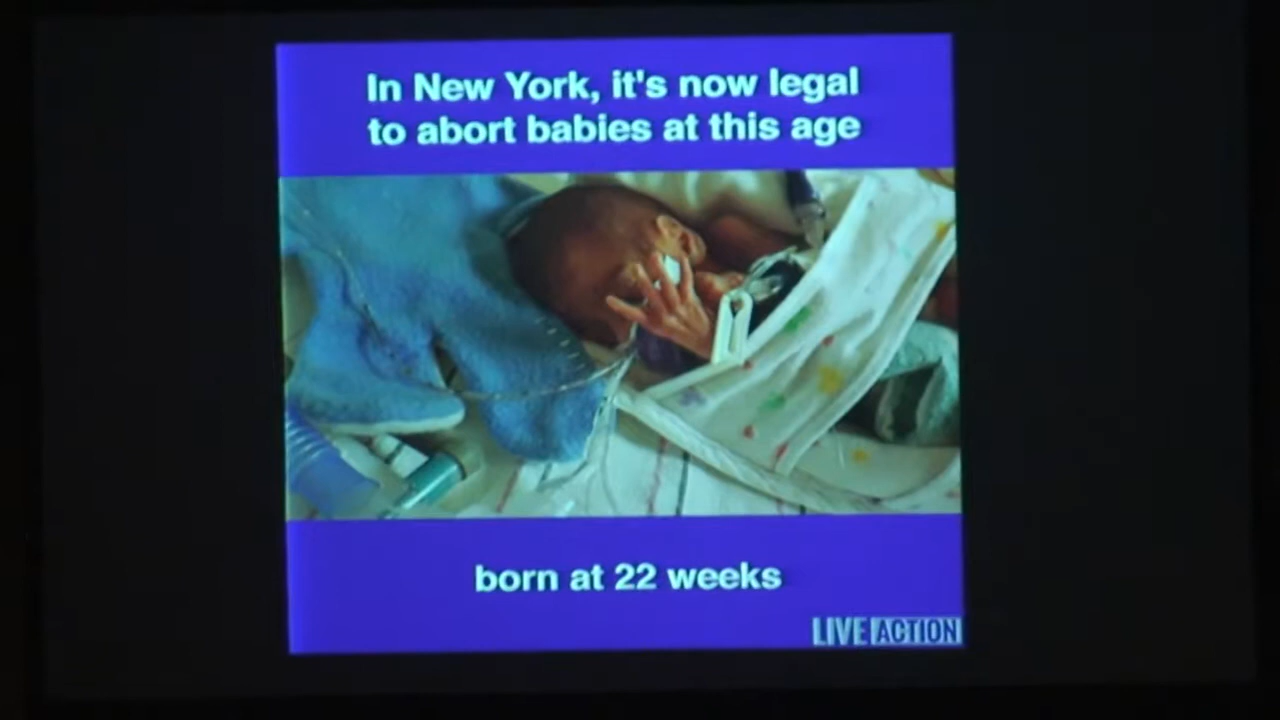 In New York, it's now legal
to abort babies at this age
born at 22 weeks
LIVE ACTION